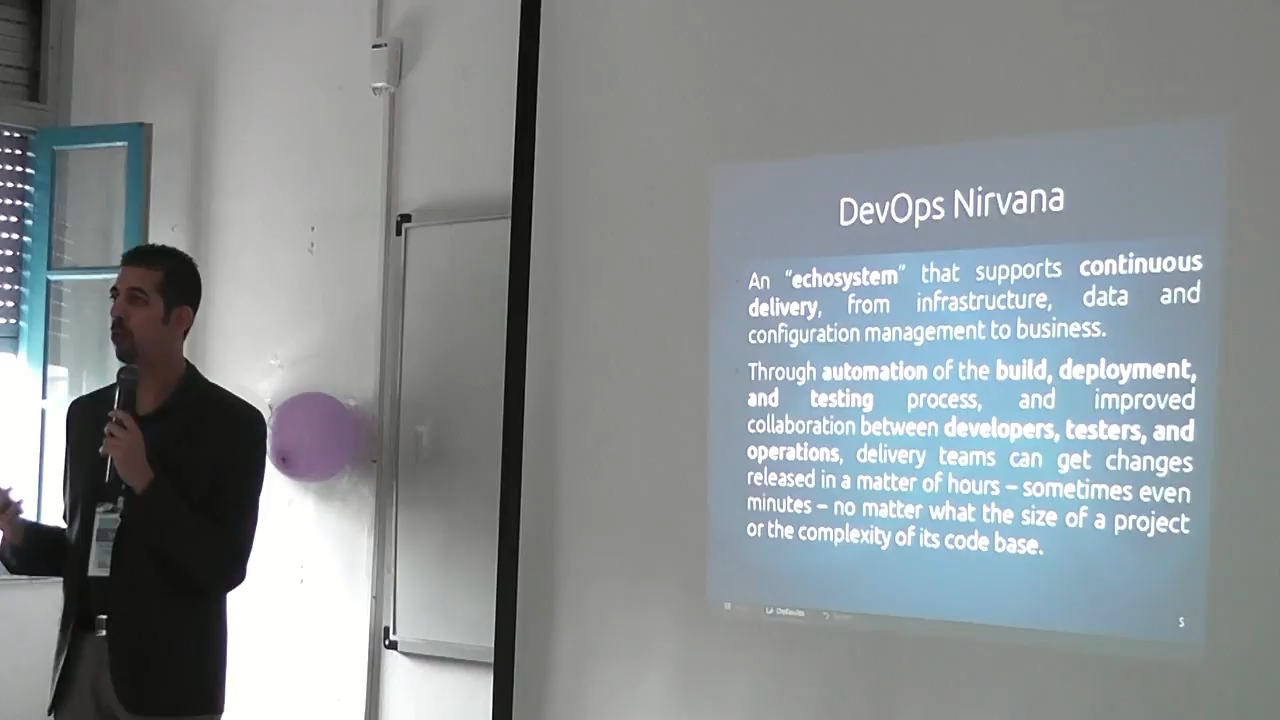 DevOps Nirvana
An “echosystem” that supports continuous
delivery, from infrastructure, data and
configuration management to business.
Through automation of the build, deployment,
and testing process, and improved
collaboration between developers, testers, and
operations, delivery teams can get changes
released in a matter of hours – sometimes even
minutes – no matter what the size of a project
or the complexity of its code base.
5